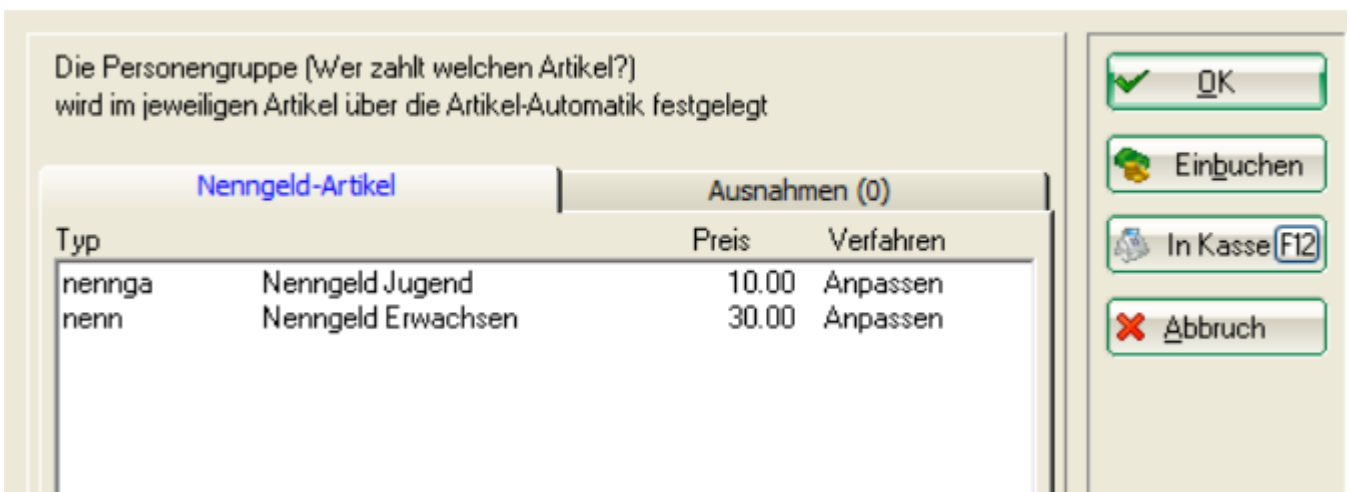 Die Personengruppe (Wer zahlt welchen Artikel?)
wird im jeweiligen Artikel über die Artikel-Automatik festgelegt
OK
Einbuchen
In Kasse F12
Abbruch
Nenngeld-Artikel Ausnahmen (0)
Typ Preis Verfahren
nennga Nenngeld Jugend 10.00 Anpassen
nenn Nenngeld Erwachsen 30.00 Anpassen